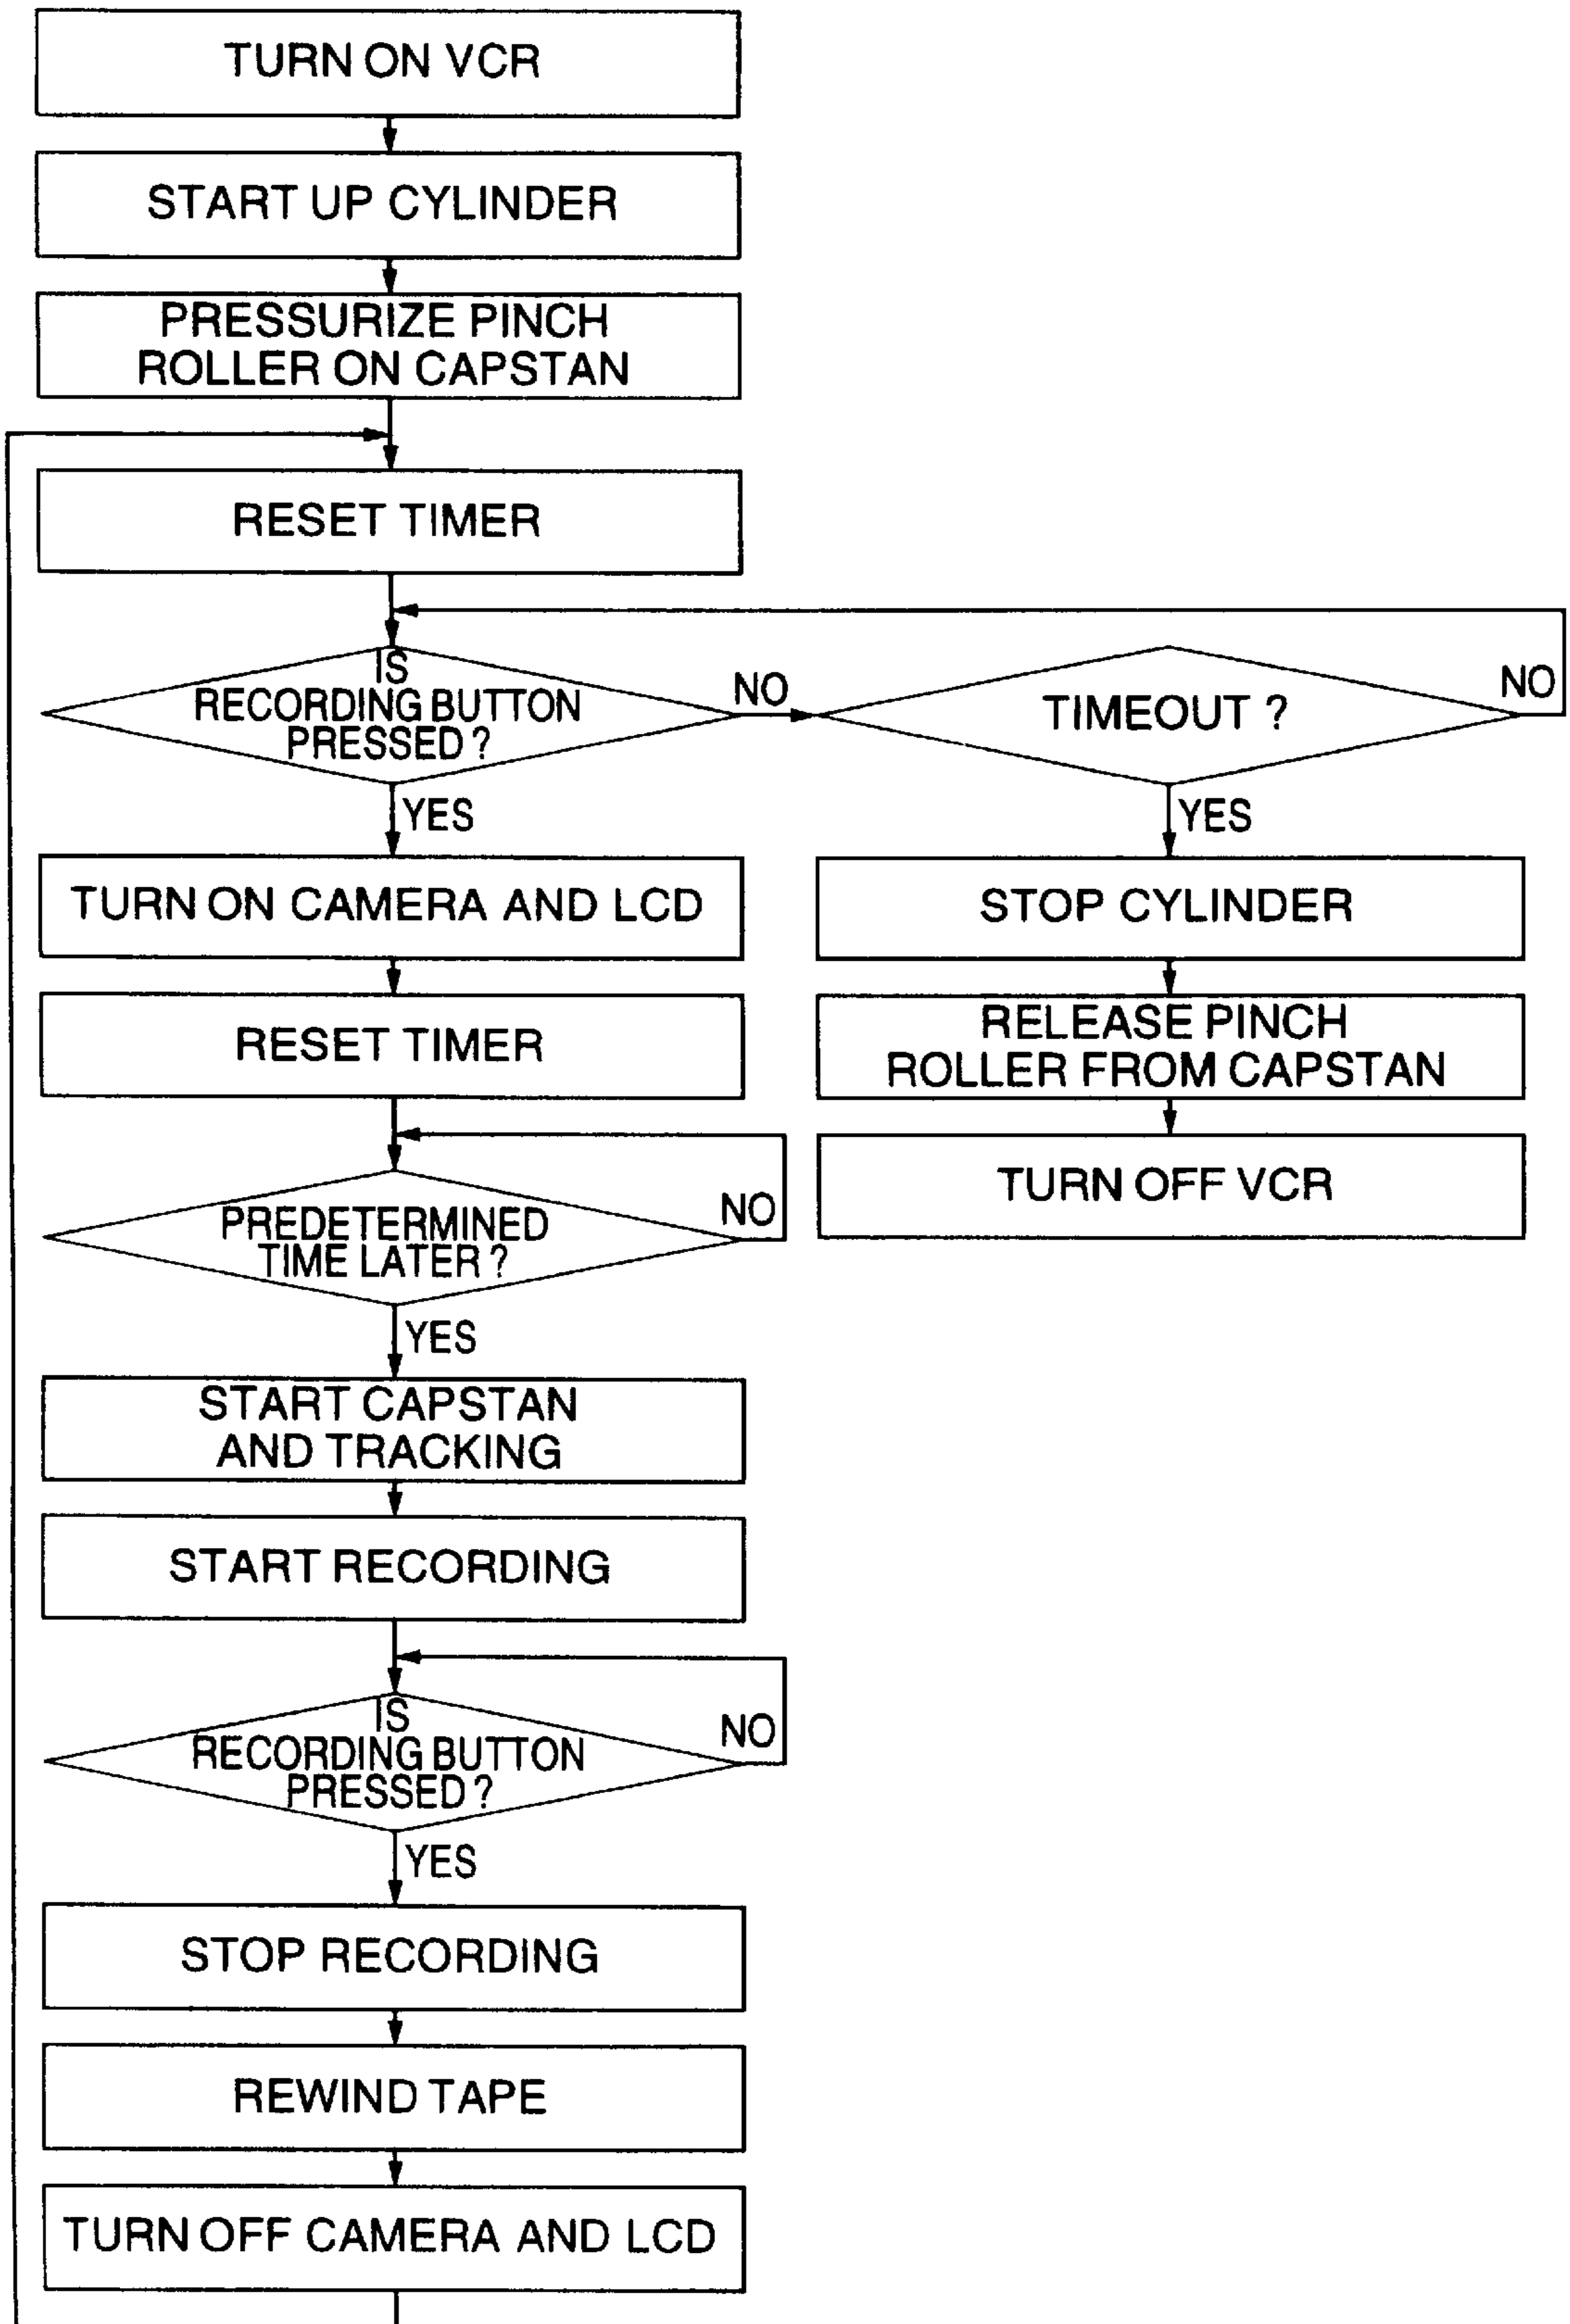 TURN ON VCR
START UP CYLINDER
PRESSURIZE PINCH
ROLLER ON CAPSTAN
RESET TIMER
IS
RECORDING BUTTON
PRESSED ?
NO
TIMEOUT ?
NO
YES
YES
TURN ON CAMERA AND LCD
STOP CYLINDER
RESET TIMER
RELEASE PINCH
ROLLER FROM CAPSTAN
TURN OFF VCR
PREDETERMINED
TIME LATER ?
NO
YES
START CAPSTAN
AND TRACKING
START RECORDING
IS
RECORDING BUTTON
PRESSED ?
NO
YES
STOP RECORDING
REWIND TAPE
TURN OFF CAMERA AND LCD